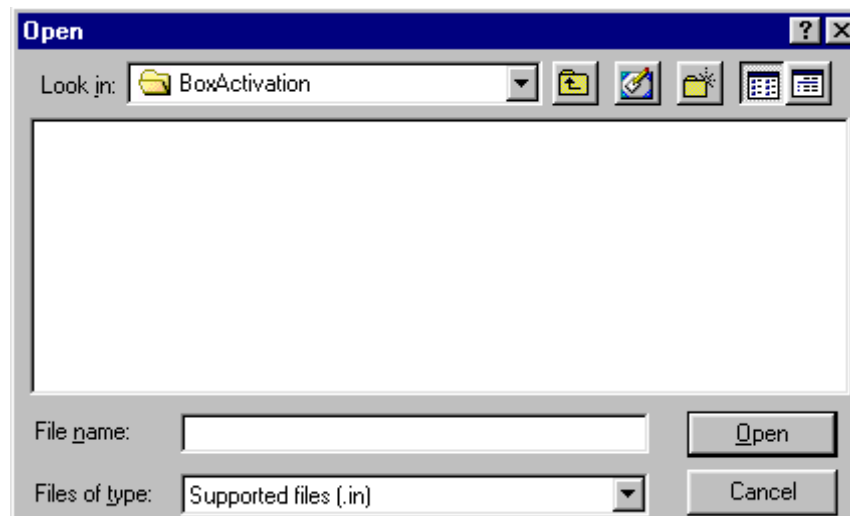 Open
Look in: BoxActivation
File name:
Open
Files of type: Supported files (.in)
Cancel